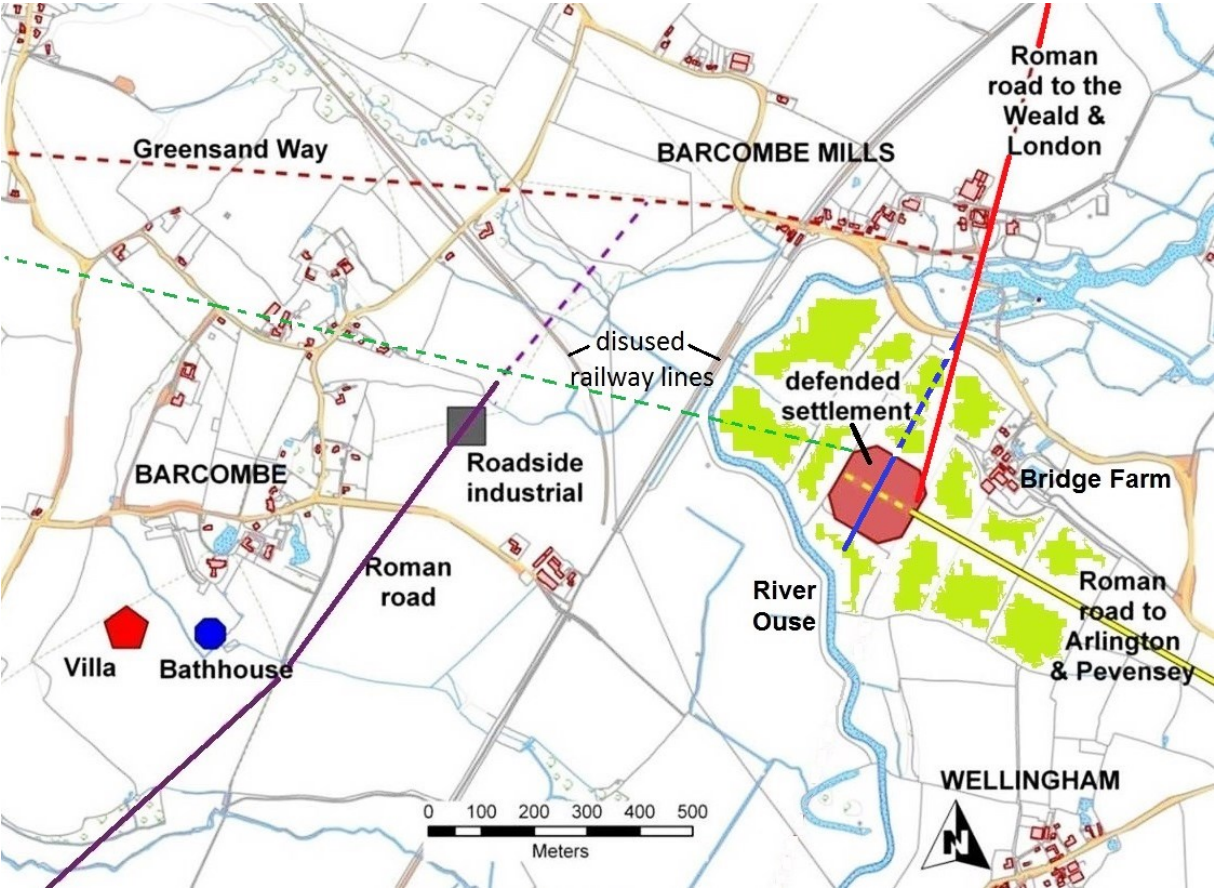 Roman
road to the
Weald &
London
Greensand Way
BARCOMBE MILLS
disused
railway lines
defended
settlement
BARCOMBE
Roadside
industrial
Bridge Farm
Roman
road
River
Ouse
Roman
road to
Arlington
& Pevensey
Villa
Bathhouse
WELLINGHAM
0 100 200 300 400 500
Meters
N